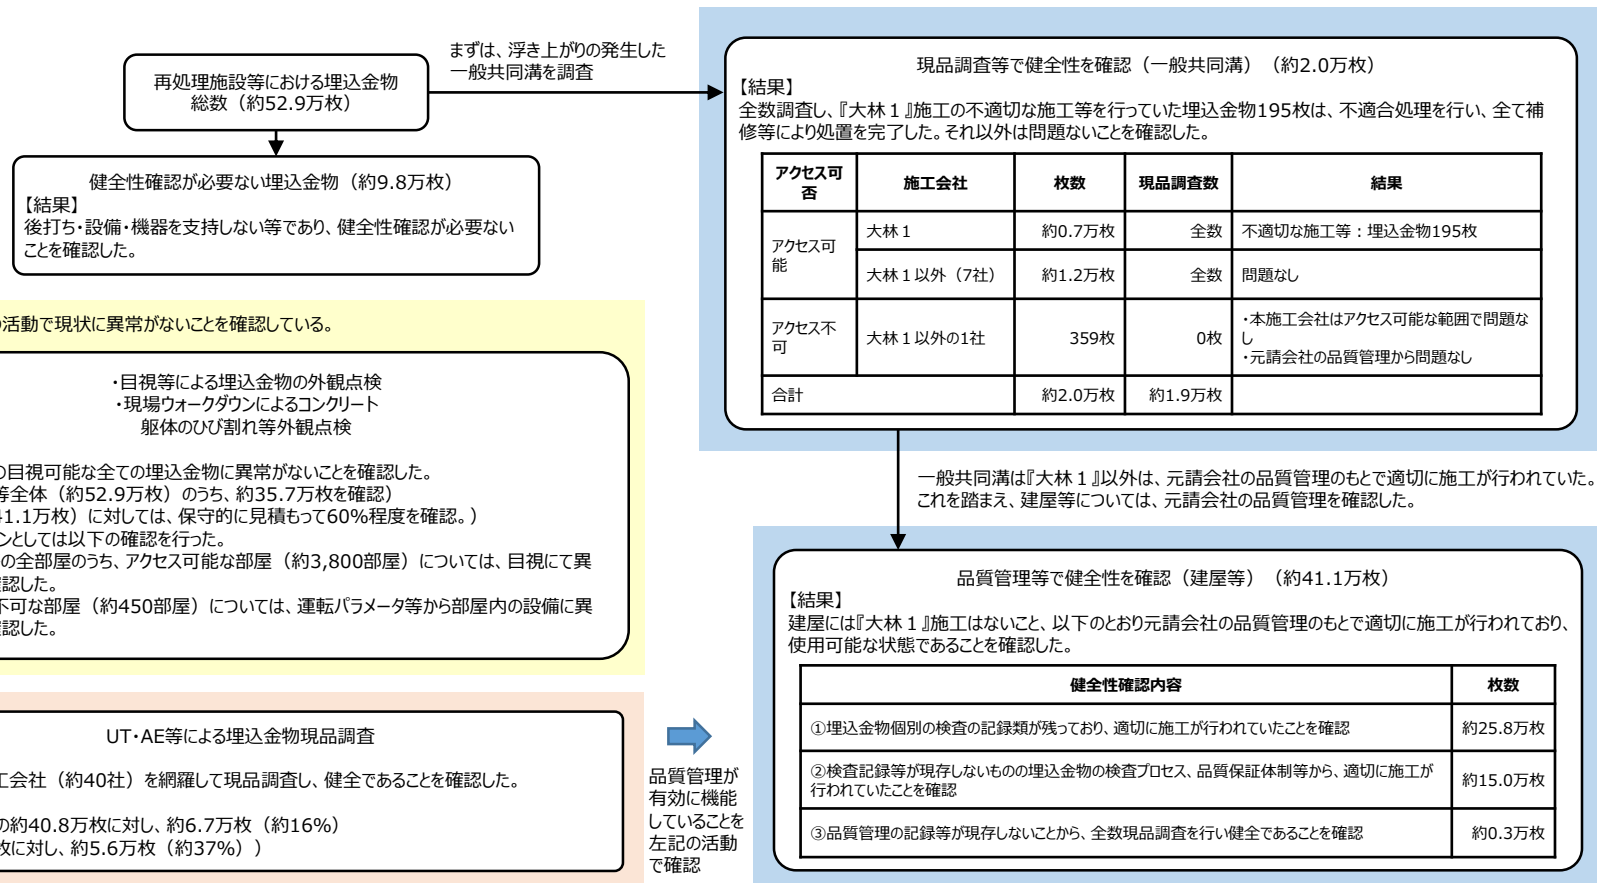 まずは、浮き上がりの発生した
一般共同溝を調査
再処理施設等における埋込金物
総数（約52.9万枚）
健全性確認が必要ない埋込金物（約9.8万枚）
【結果】
後打ち・設備・機器を支持しない等であり、健全性確認が必要ない
ことを確認した。
現品調査等で健全性を確認（一般共同溝）（約2.0万枚）
【結果】
全数調査し、『大林１』施工の不適切な施工等を行っていた埋込金物195枚は、不適合処理を行い、全て補
修等により処置を完了した。それ以外は問題ないことを確認した。
アクセス可
否
施工会社
枚数
現品調査数
結果
アクセス可
能
大林１
約0.7万枚
全数
不適切な施工等：埋込金物195枚
大林１以外（7社）
約1.2万枚
全数
問題なし
アクセス不
可
大林１以外の1社
359枚
0枚
・本施工会社はアクセス可能な範囲で問題な
し
・元請会社の品質管理から問題なし
合計
約2.0万枚
約1.9万枚
活動で現状に異常がないことを確認している。
・目視等による埋込金物の外観点検
・現場ウォークダウンによるコンクリート
躯体のひび割れ等外観点検
の目視可能な全ての埋込金物に異常がないことを確認した。
等全体（約52.9万枚）のうち、約35.7万枚を確認）
41.1万枚）に対しては、保守的に見積もって60%程度を確認。）
ンとしては以下の確認を行った。
の全部屋のうち、アクセス可能な部屋（約3,800部屋）については、目視にて異
確認した。
不可な部屋（約450部屋）については、運転パラメータ等から部屋内の設備に異
確認した。
一般共同溝は『大林１』以外は、元請会社の品質管理のもとで適切に施工が行われていた。
これを踏まえ、建屋等については、元請会社の品質管理を確認した。
UT・AE等による埋込金物現品調査
工会社（約40社）を網羅して現品調査し、健全であることを確認した。
の約40.8万枚に対し、約6.7万枚（約16%）
枚に対し、約5.6万枚（約37%））
品質管理が
有効に機能
していることを
左記の活動
で確認
品質管理等で健全性を確認（建屋等）（約41.1万枚）
【結果】
建屋には『大林１』施工はないこと、以下のとおり元請会社の品質管理のもとで適切に施工が行われており、
使用可能な状態であることを確認した。
健全性確認内容
枚数
①埋込金物個別の検査の記録類が残っており、適切に施工が行われていたことを確認
約25.8万枚
②検査記録等が現存しないものの埋込金物の検査プロセス、品質保証体制等から、適切に施工が
行われていたことを確認
約15.0万枚
③品質管理の記録等が現存しないことから、全数現品調査を行い健全であることを確認
約0.3万枚